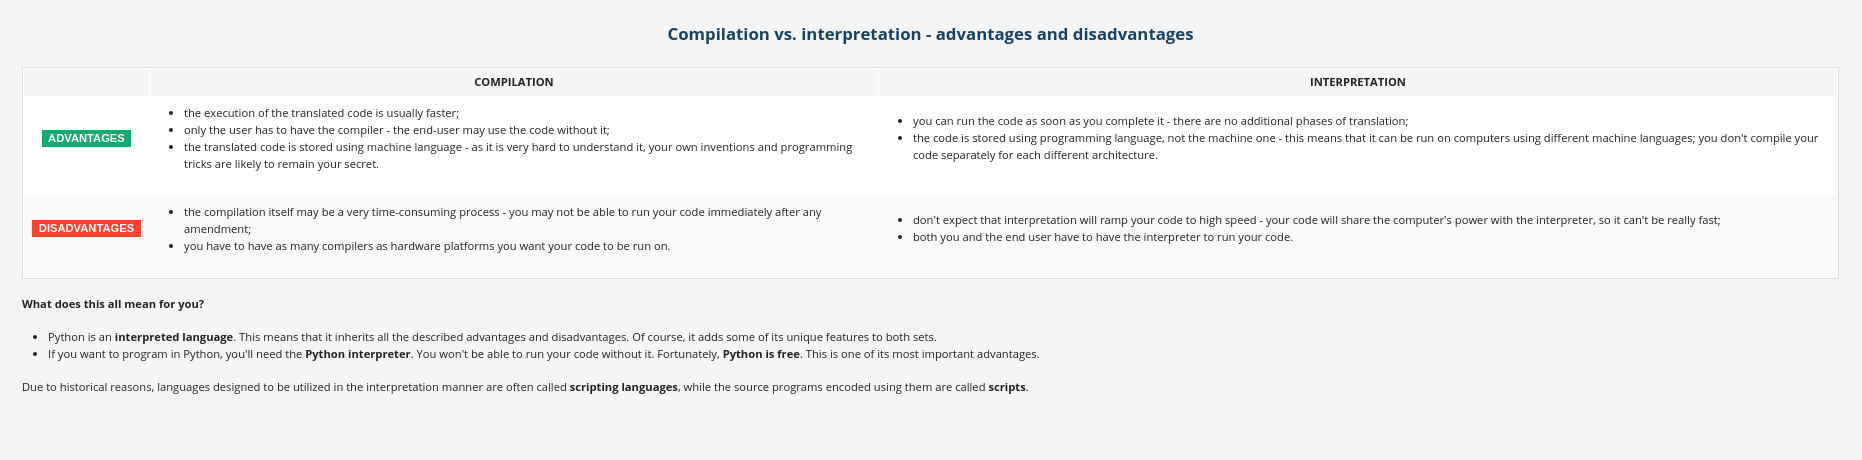 Compilation vs. interpretation - advantages and disadvantages
COMPILATION
INTERPRETATION
ADVANTAGES
the execution of the translated code is usually faster;
only the user has to have the compiler - the end-user may use the code without it;
the translated code is stored using machine language - as it is very hard to understand it, your own inventions and programming
tricks are likely to remain your secret.
you can run the code as soon as you complete it - there are no additional phases of translation;
the code is stored using programming language, not the machine one - this means that it can be run on computers using different machine languages; you don't compile your
code separately for each different architecture.
DISADVANTAGES
the compilation itself may be a very time-consuming process - you may not be able to run your code immediately after any
amendment;
you have to have as many compilers as hardware platforms you want your code to be run on.
don't expect that interpretation will ramp your code to high speed - your code will share the computer's power with the interpreter, so it can't be really fast;
both you and the end user have to have the interpreter to run your code.
What does this all mean for you?
Python is an interpreted language. This means that it inherits all the described advantages and disadvantages. Of course, it adds some of its unique features to both sets.
If you want to program in Python, you'll need the Python interpreter. You won't be able to run your code without it. Fortunately, Python is free. This is one of its most important advantages.
Due to historical reasons, languages designed to be utilized in the interpretation manner are often called scripting languages, while the source programs encoded using them are called scripts.